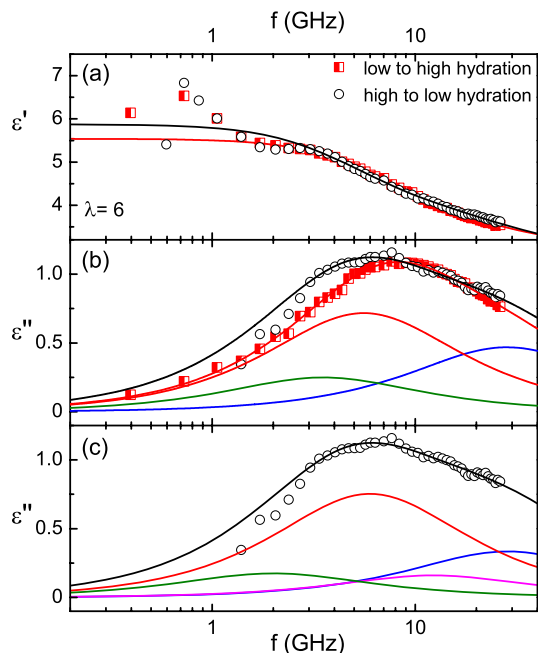 f (GHz)
1 10
(a)
low to high hydration
high to low hydration
7
6
5
4
ε'
λ= 6
(b)
1.0
0.5
0
ε"
(c)
1.0
0.5
0
ε"
1 10
f (GHz)